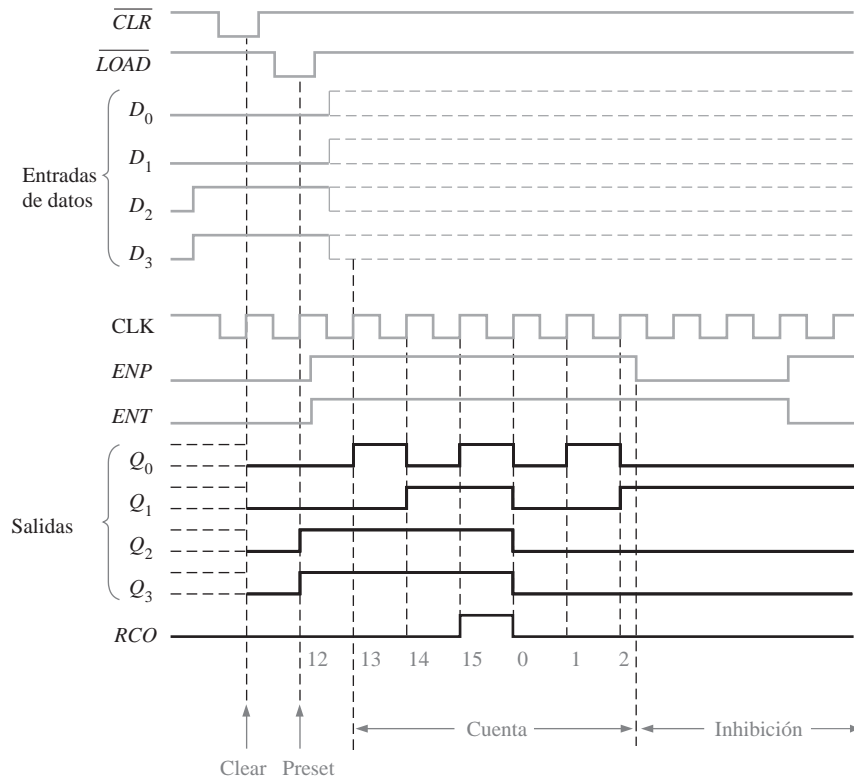 CLR
LOAD
D0
D1
Entradas
de datos
D2
D3
CLK
ENP
ENT
Q0
Q1
Salidas
Q2
Q3
RCO
12 13 14 15 0 1 2
Cuenta Inhibición
Clear Preset